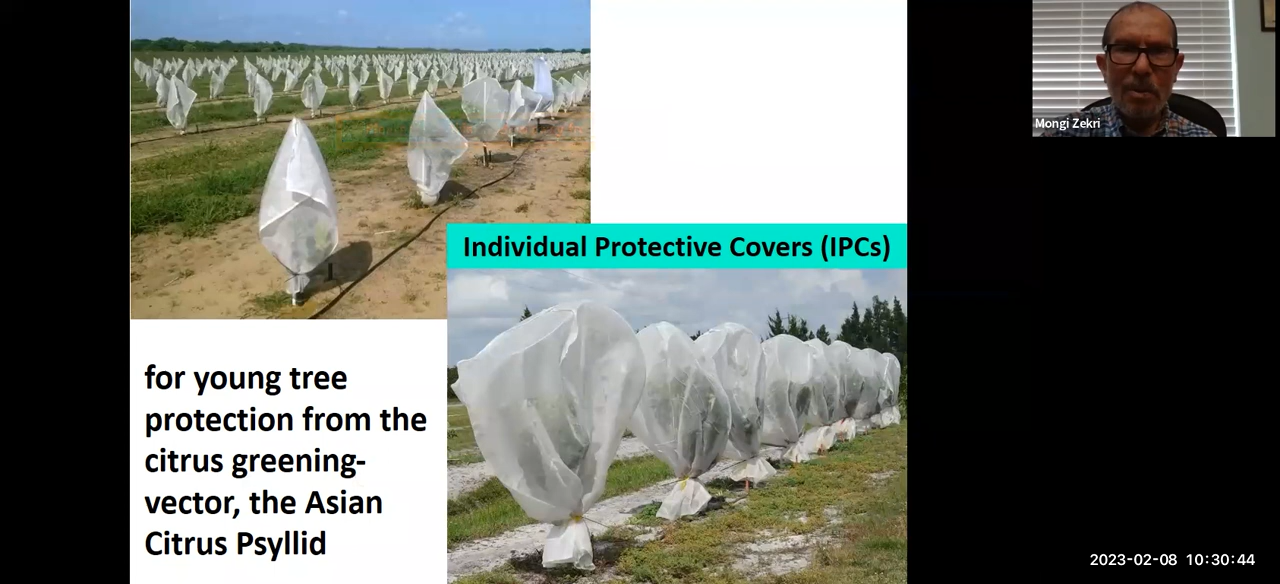 Mongi Zekri
Individual Protective Covers (IPCs)
for young tree
protection from the
citrus greening-
vector, the Asian
Citrus Psyllid
2023-02-08 10:30:44